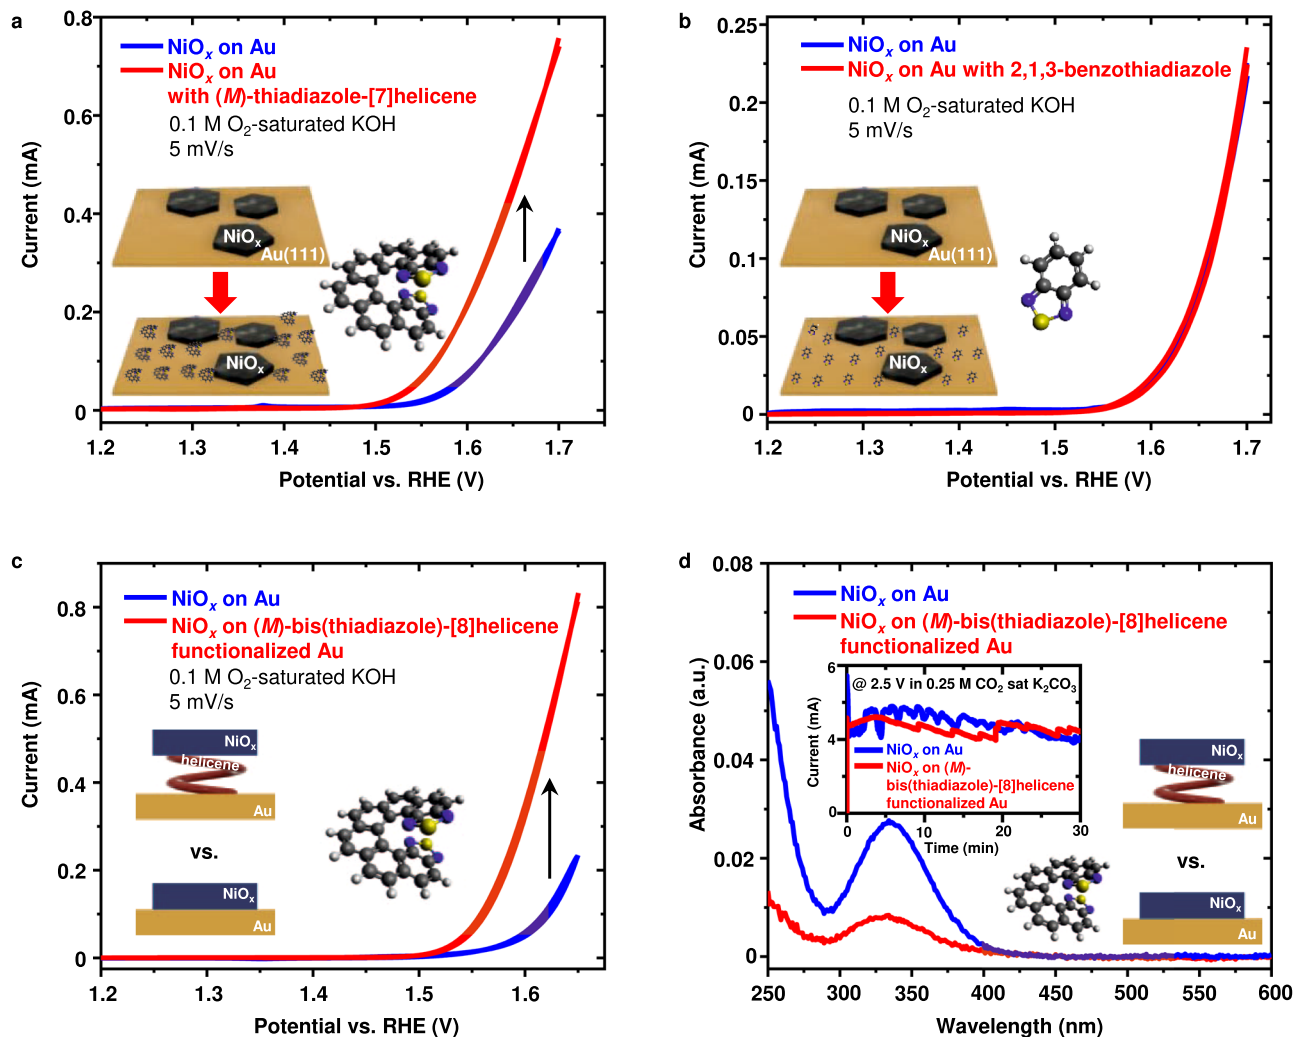 a
0.8
0.6
0.4
0.2
0
Current (mA)
NiOx on Au
NiOx on Au
with (M)-thiadiazole-[7]helicene
0.1 M O2-saturated KOH
5 mV/s
NiOx
Au(111)
NiOx
1.2
1.3
1.4
1.5
1.6
1.7
Potential vs. RHE (V)
b
0.25
0.2
0.15
0.1
0.05
0
Current (mA)
NiOx on Au
NiOx on Au with 2,1,3-benzothiadiazole
0.1 M O2-saturated KOH
5 mV/s
NiOx
Au(111)
NiOx
1.2
1.3
1.4
1.5
1.6
1.7
Potential vs. RHE (V)
c
0.8
0.6
0.4
0.2
0
Current (mA)
NiOx on Au
NiOx on (M)-bis(thiadiazole)-[8]helicene
functionalized Au
0.1 M O2-saturated KOH
5 mV/s
NiOx
helicene
Au
vs.
NiOx
Au
1.2
1.3
1.4
1.5
1.6
Potential vs. RHE (V)
d
0.08
0.06
0.04
0.02
0
Absorbance (a.u.)
NiOx on Au
NiOx on (M)-bis(thiadiazole)-[8]helicene
functionalized Au
6
4
2
0
Current (mA)
@ 2.5 V in 0.25 M CO2 sat K2CO3
NiOx on Au
NiOx on (M)-
bis(thiadiazole)-[8]helicene
functionalized Au
0
10
20
30
Time (min)
NiOx
helicene
Au
vs.
NiOx
Au
250
300
350
400
450
500
550
600
Wavelength (nm)